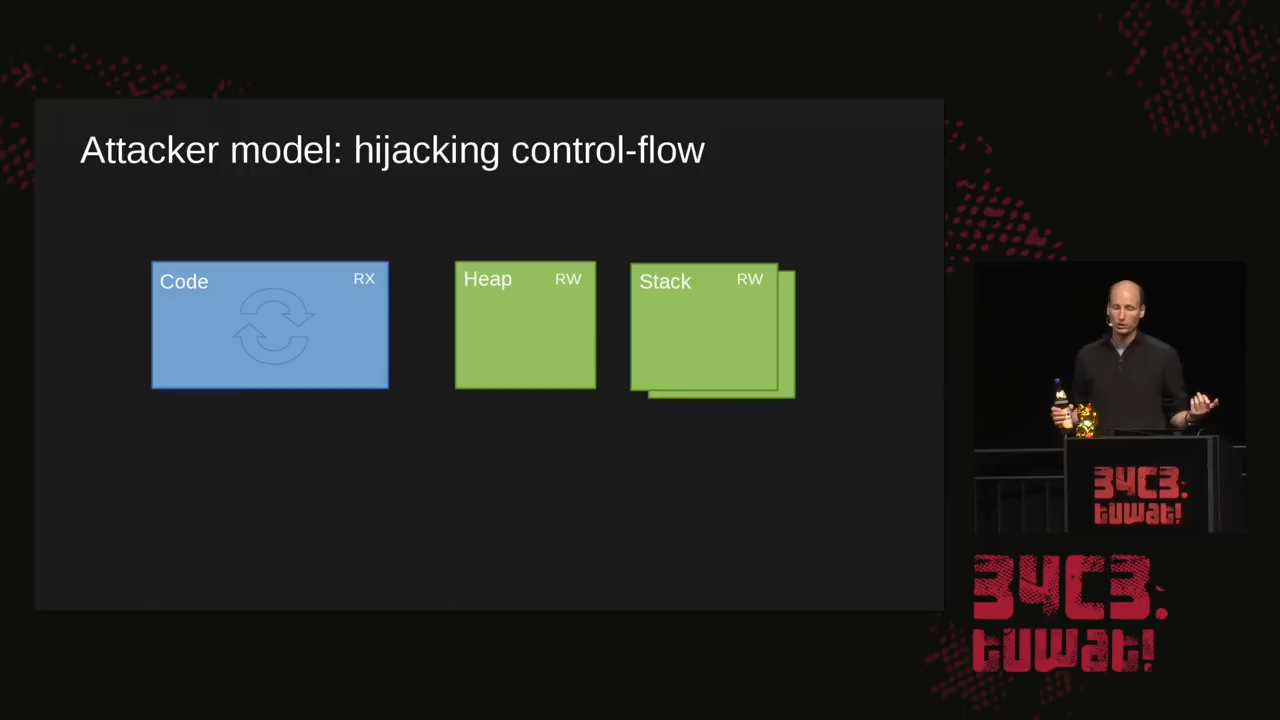 Attacker model: hijacking control-flow
Code RX
Heap RW
Stack RW
34C3.
tuwat!
34C3.
tuwat!